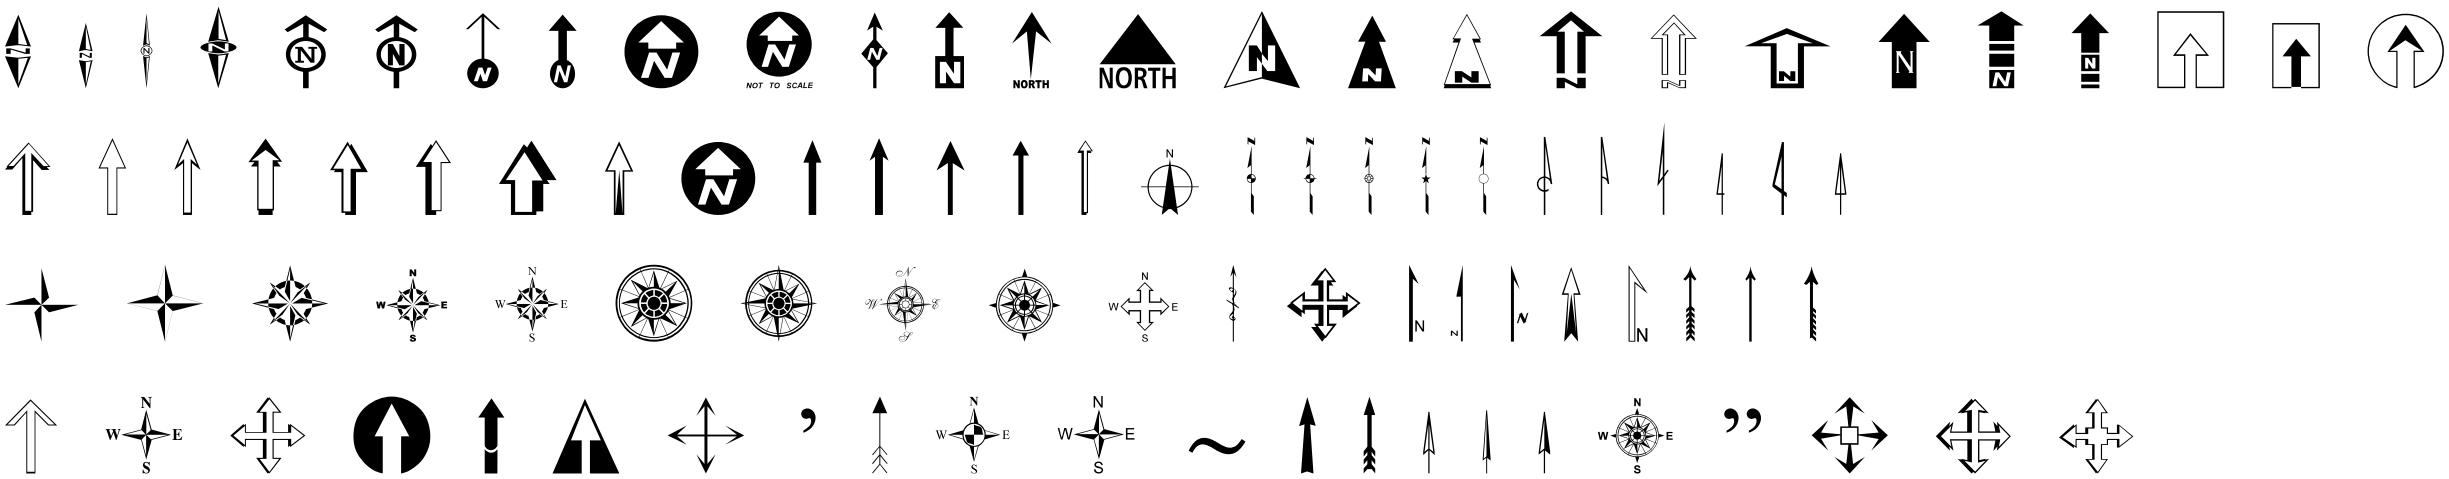 N N N N N N N N N N N N N N N N N N N N N
NOT TO SCALE NORTH NORTH
N N N N N N N
N N N N
W E W E W E W E N N N N
S S S S
N N N N
W E ’ W E W E ~ W E ’’
S S S S